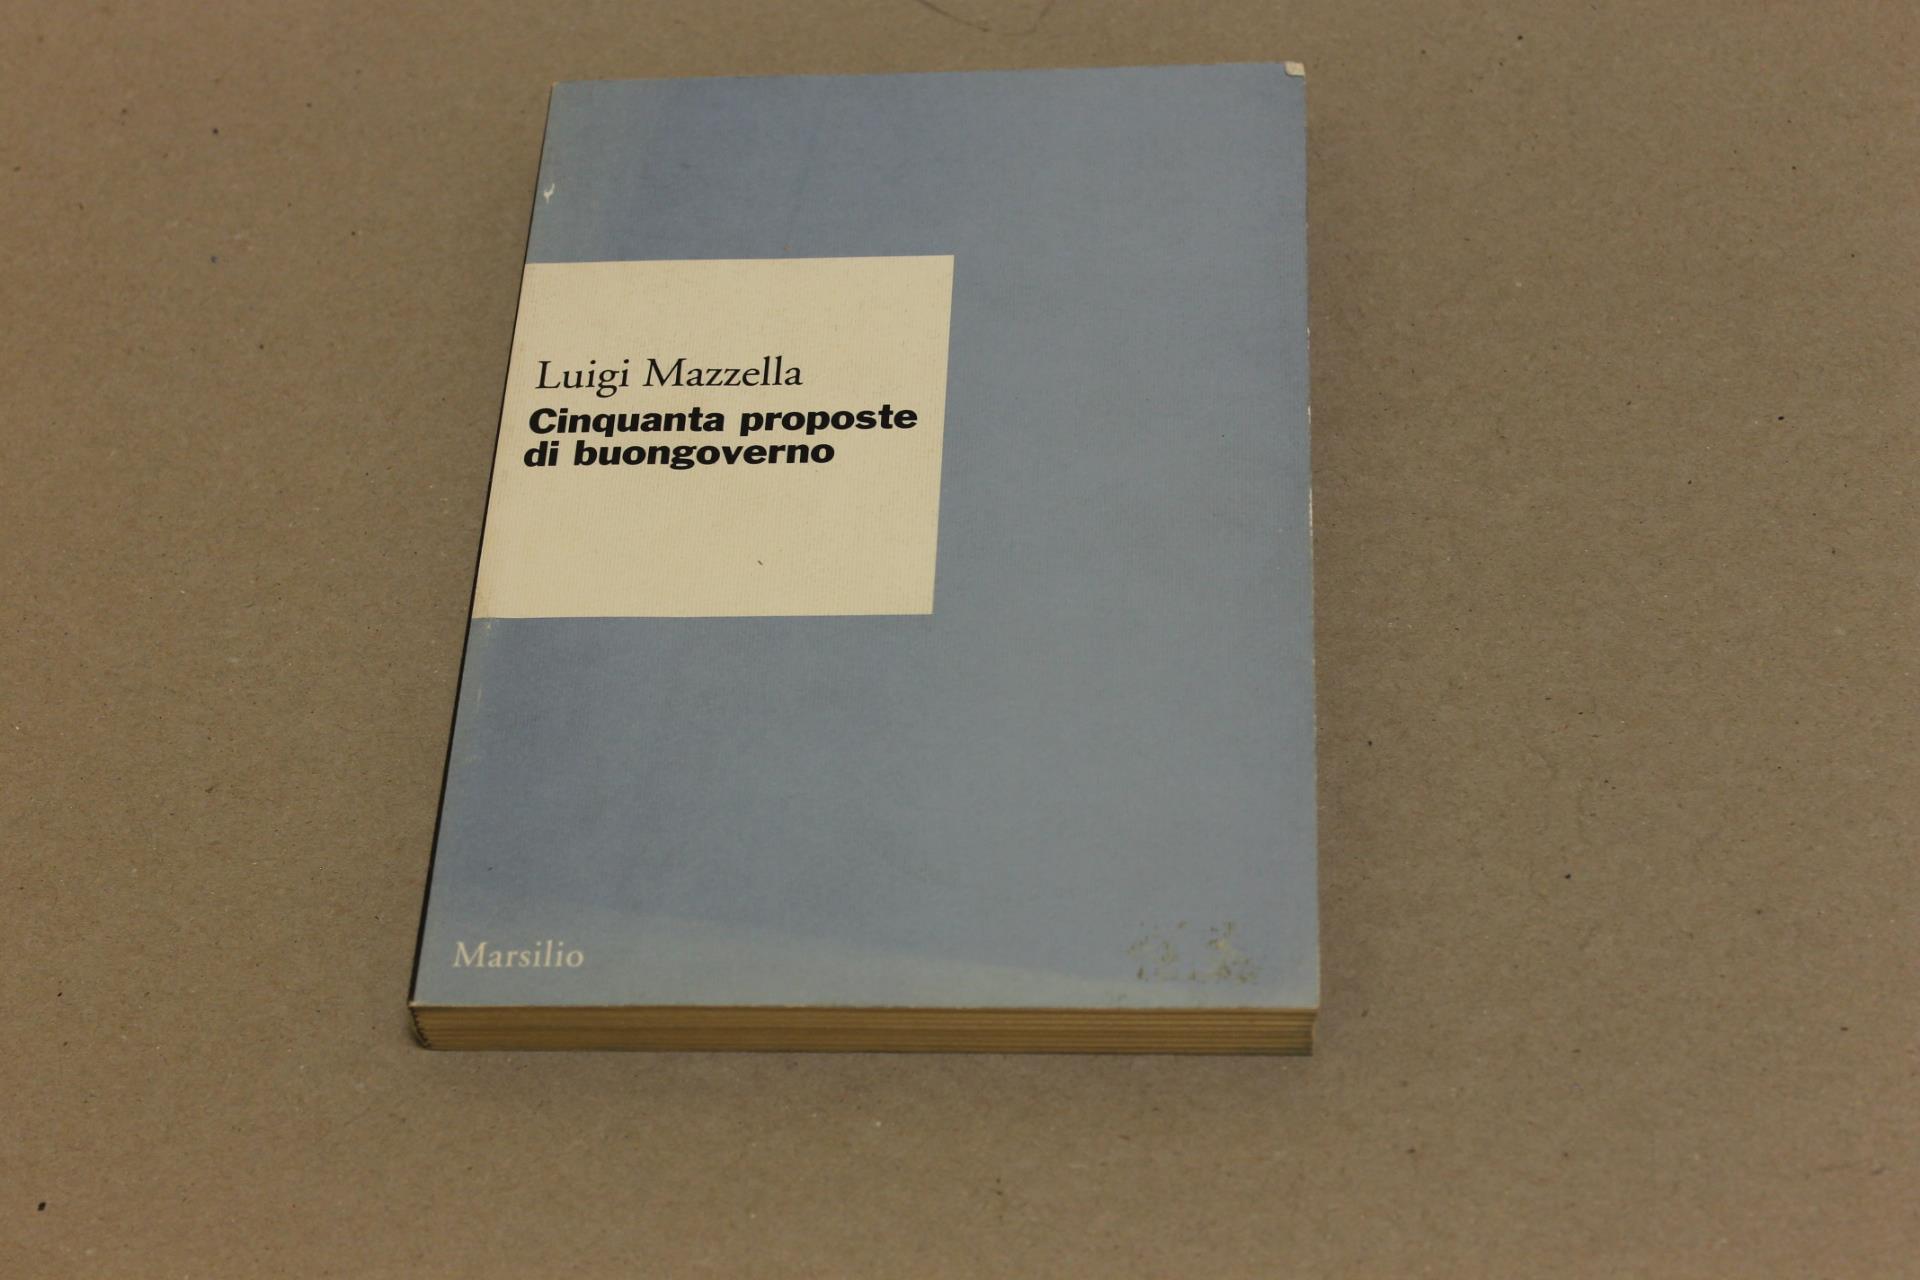 Luigi Mazzella
Cinquanta proposte
di buongoverno
Marsilio